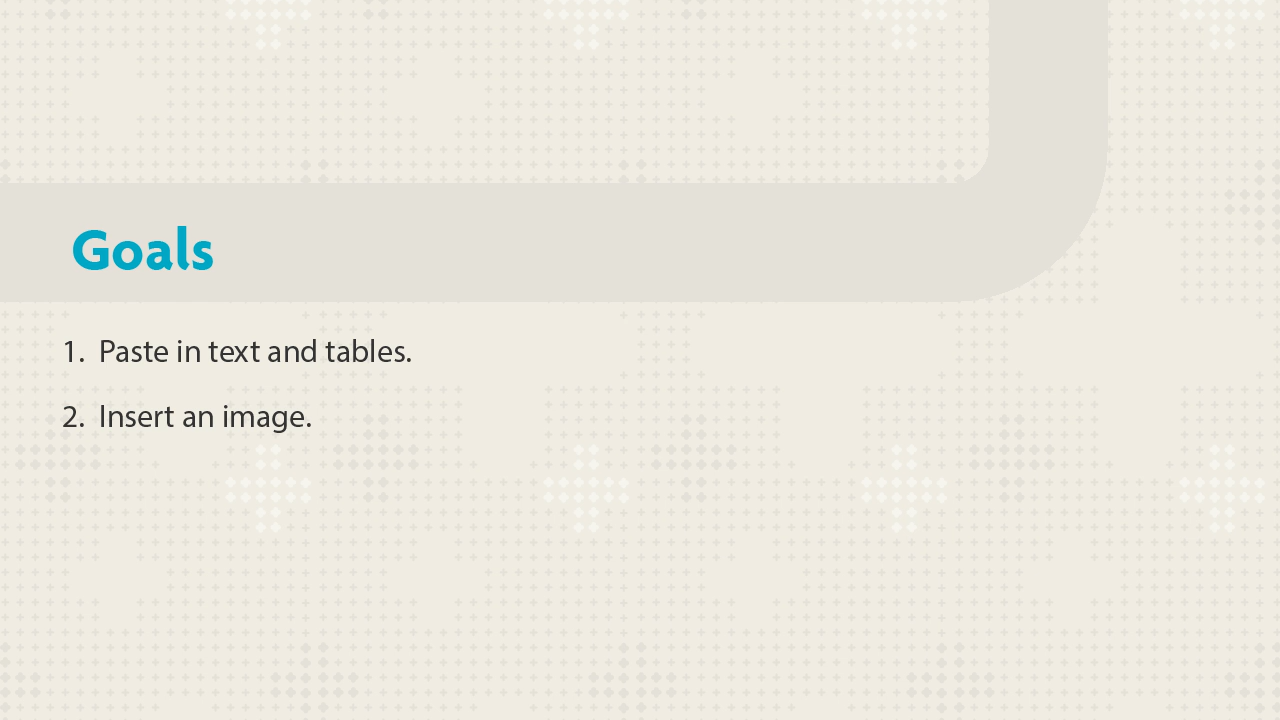 Goals
1. Paste in text and tables.
2. Insert an image.